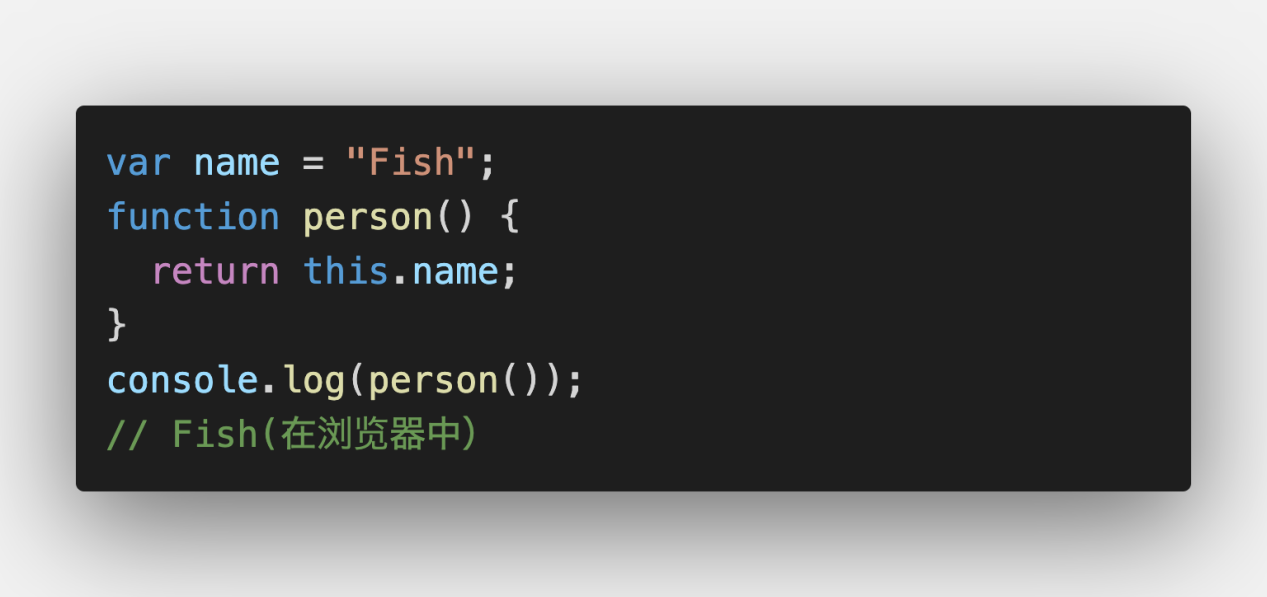 var name = "Fish";
function person() {
  return this.name;
}
console.log(person());
// Fish(在浏览器中）